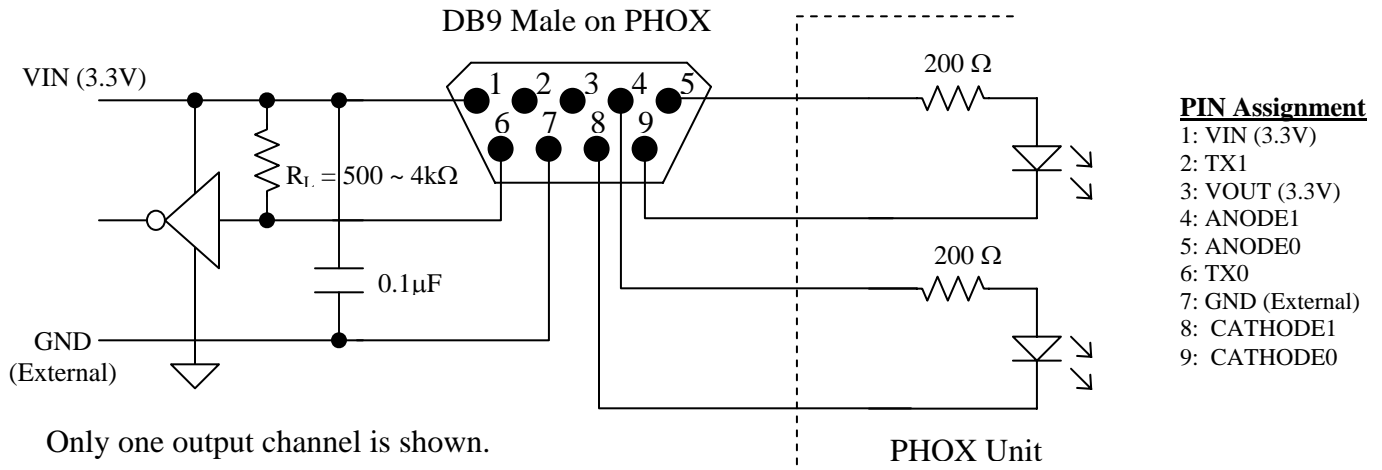 DB9 Male on PHOX
VIN (3.3V)
1 2 3 4 5
6 7 8 9
R_L = 500 ~ 4kΩ
0.1μF
GND
(External)
200 Ω
200 Ω
PIN Assignment
1: VIN (3.3V)
2: TX1
3: VOUT (3.3V)
4: ANODE1
5: ANODE0
6: TX0
7: GND (External)
8: CATHODE1
9: CATHODE0
Only one output channel is shown.
PHOX Unit